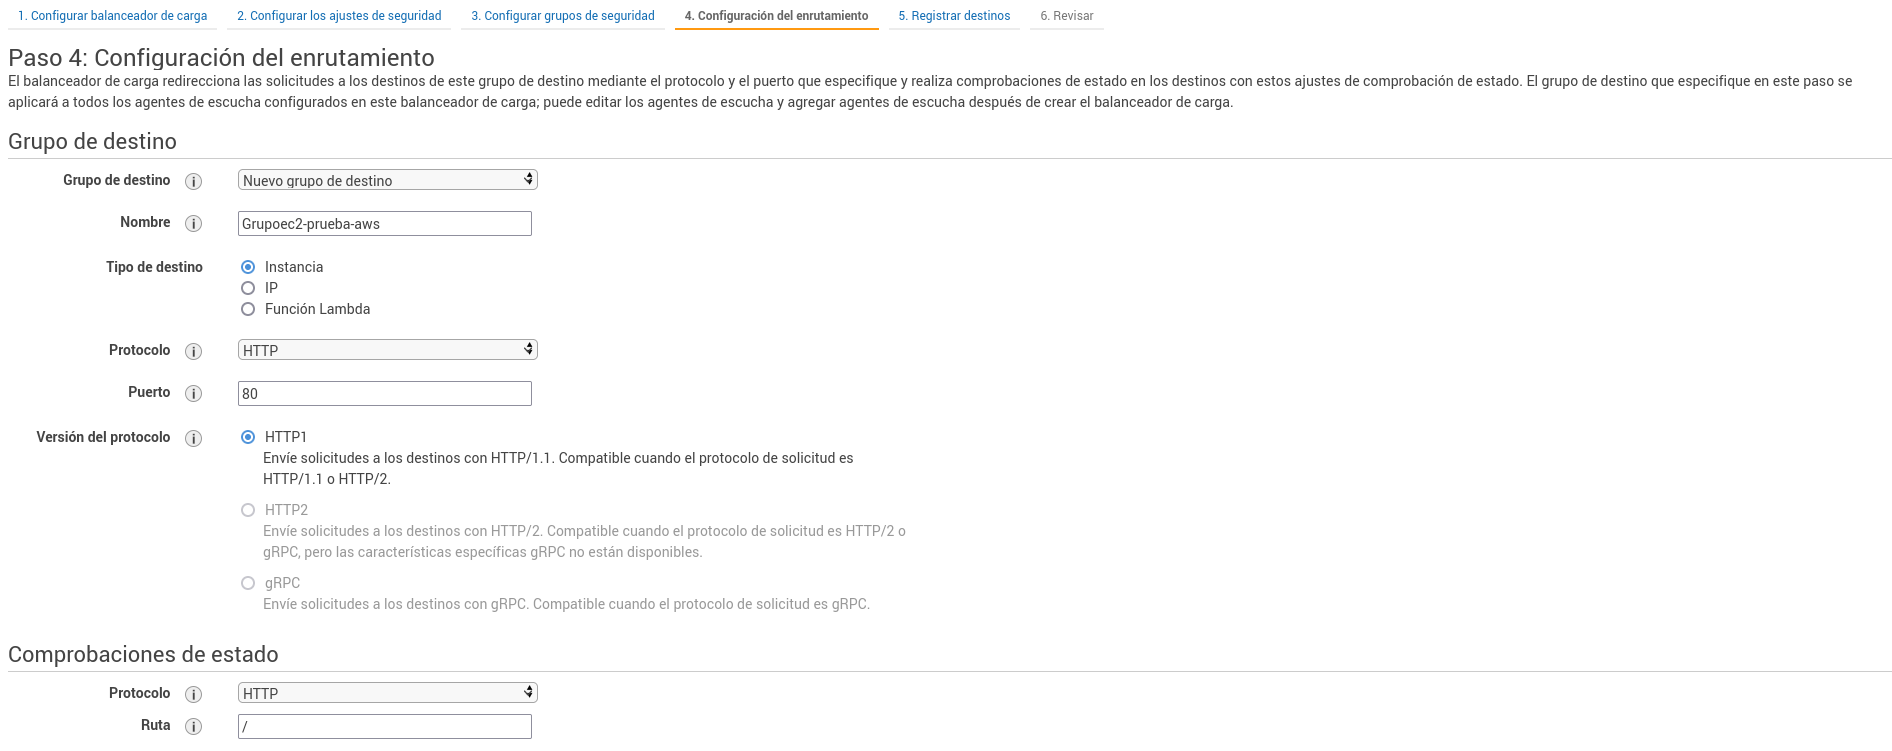 1. Configurar balanceador de carga 2. Configurar los ajustes de seguridad 3. Configurar grupos de seguridad 4. Configuración del enrutamiento 5. Registrar destinos 6. Revisar
Paso 4: Configuración del enrutamiento
El balanceador de carga redirecciona las solicitudes a los destinos de este grupo de destino mediante el protocolo y el puerto que especifique y realiza comprobaciones de estado en los destinos con estos ajustes de comprobación de estado. El grupo de destino que especifique en este paso se
aplicará a todos los agentes de escucha configurados en este balanceador de carga; puede editar los agentes de escucha y agregar agentes de escucha después de crear el balanceador de carga.
Grupo de destino
Grupo de destino i Nuevo grupo de destino
Nombre i Grupoec2-prueba-aws
Tipo de destino Instancia
IP
Función Lambda
Protocolo i HTTP
Puerto i 80
Versión del protocolo i HTTP1
Envíe solicitudes a los destinos con HTTP/1.1. Compatible cuando el protocolo de solicitud es
HTTP/1.1 o HTTP/2.
HTTP2
Envíe solicitudes a los destinos con HTTP/2. Compatible cuando el protocolo de solicitud es HTTP/2 o
gRPC, pero las características específicas gRPC no están disponibles.
gRPC
Envíe solicitudes a los destinos con gRPC. Compatible cuando el protocolo de solicitud es gRPC.
Comprobaciones de estado
Protocolo i HTTP
Ruta i /